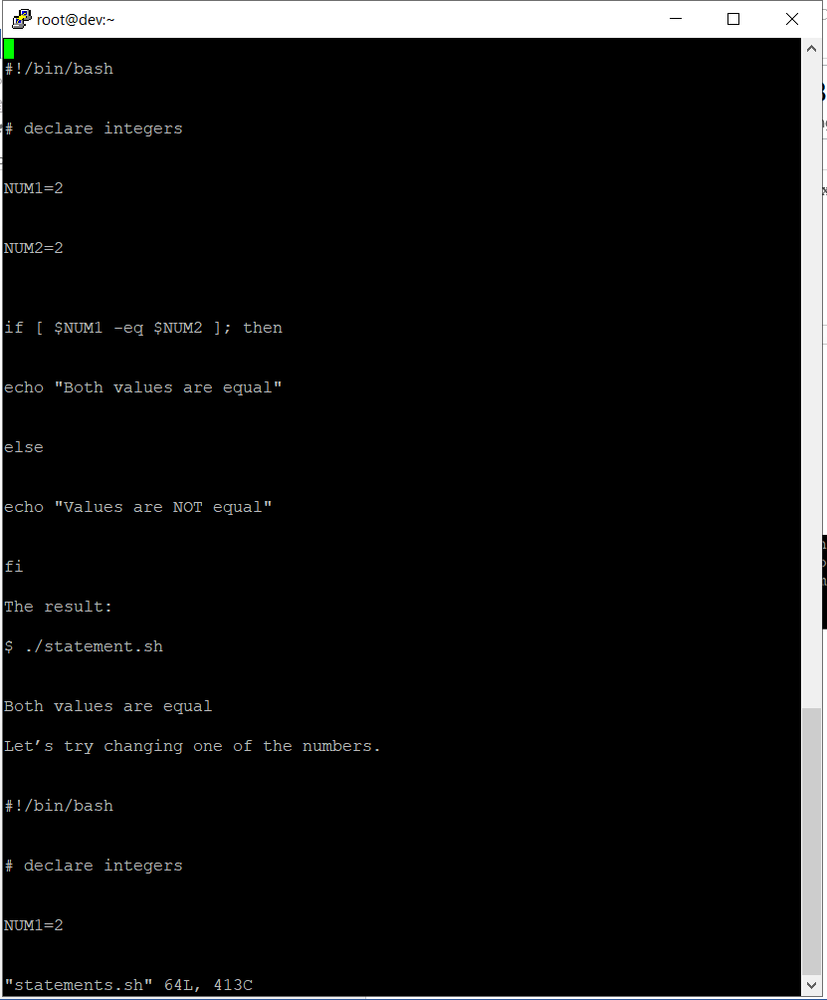 root@dev:~
#!/bin/bash
# declare integers
NUM1=2
NUM2=2
if [ $NUM1 -eq $NUM2 ]; then
echo "Both values are equal"
else
echo "Values are NOT equal"
fi
The result:
$ ./statement.sh
Both values are equal
Let’s try changing one of the numbers.
#!/bin/bash
# declare integers
NUM1=2
"statements.sh" 64L, 413C